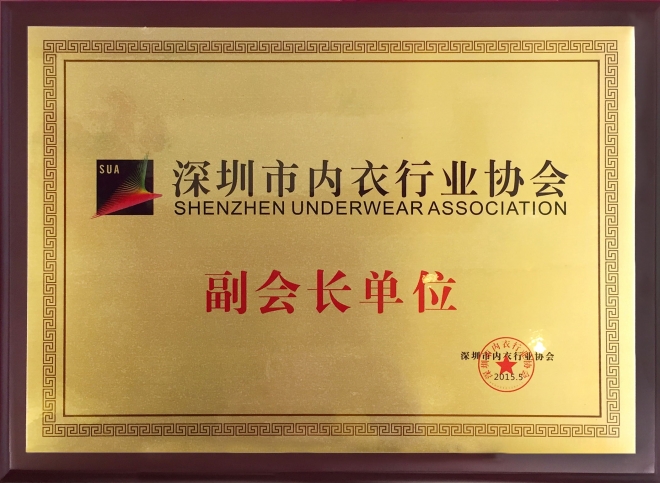 SUA
深圳市内衣行业协会
SHENZHEN UNDERWEAR ASSOCIATION
副会长单位
深圳市内衣行业协会
深圳市内衣行业协会
2015.5